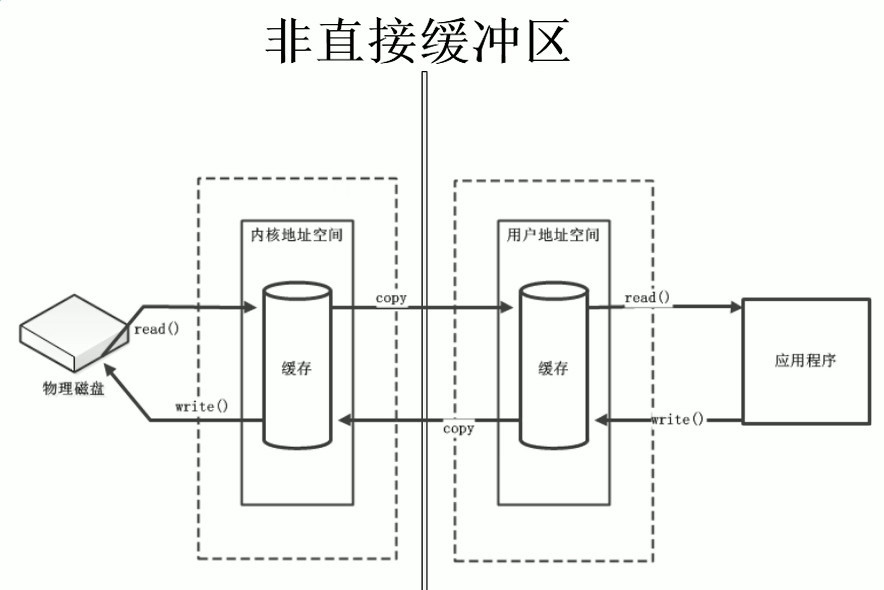 非直接缓冲区
内核地址空间
用户地址空间
copy
read()
read()
缓存
缓存
应用程序
物理磁盘
write()
copy
write()